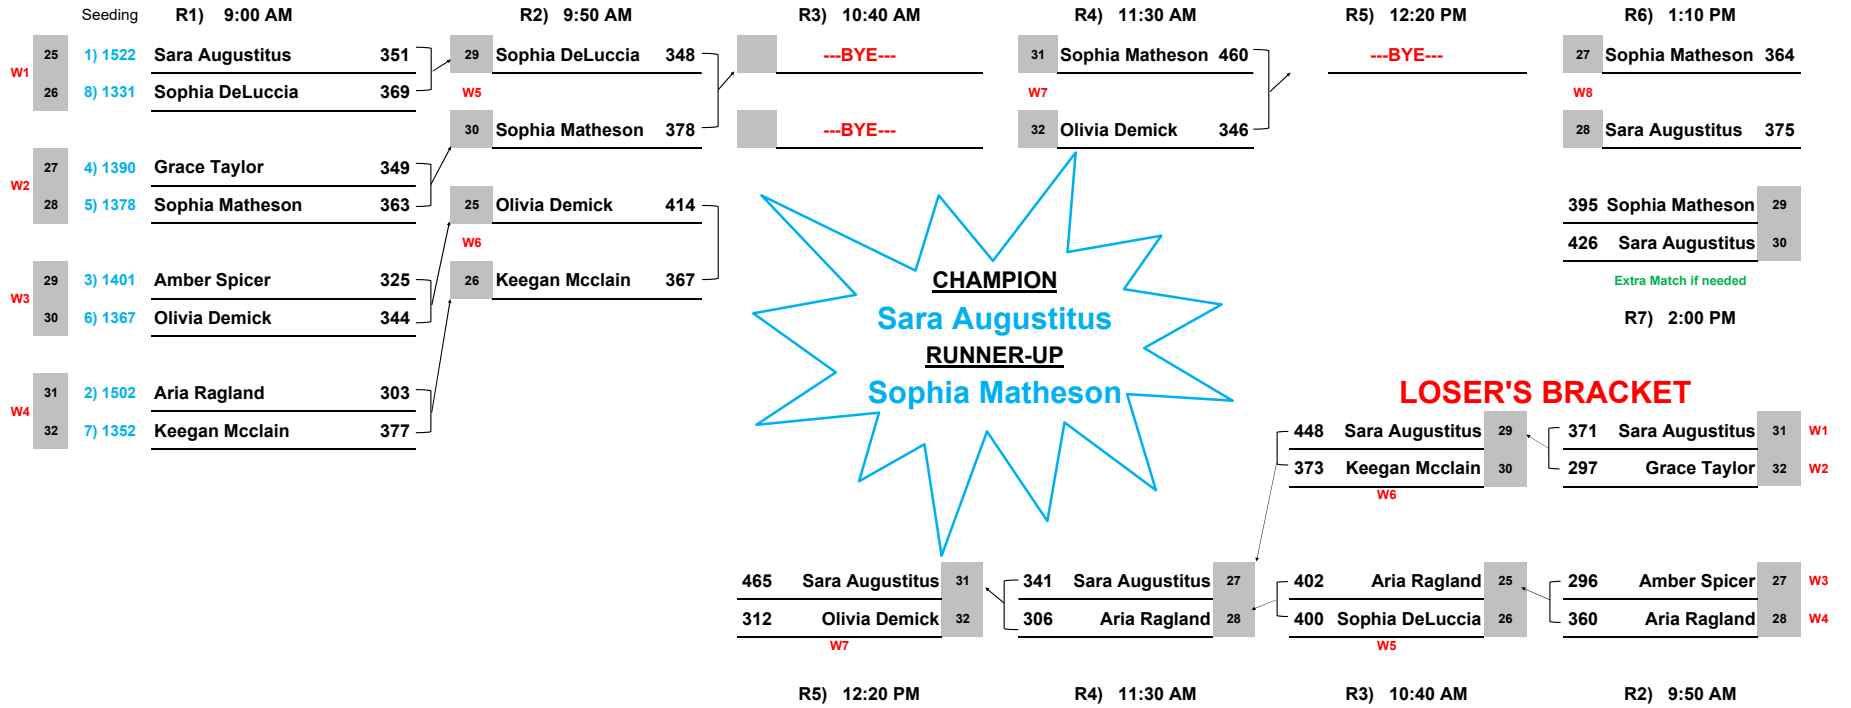 Seeding R1) 9:00 AM R2) 9:50 AM R3) 10:40 AM R4) 11:30 AM R5) 12:20 PM R6) 1:10 PM
25 1) 1522 Sara Augustitus 351 29 Sophia DeLuccia 348 ---BYE--- 31 Sophia Matheson 460 ---BYE--- 27 Sophia Matheson 364
W1
26 8) 1331 Sophia DeLuccia 369 W5 W7 W8
30 Sophia Matheson 378 ---BYE--- 32 Olivia Demick 346 28 Sara Augustitus 375
27 4) 1390 Grace Taylor 349
W2
28 5) 1378 Sophia Matheson 363 25 Olivia Demick 414 395 Sophia Matheson 29
W6 426 Sara Augustitus 30
29 3) 1401 Amber Spicer 325 26 Keegan Mcclain 367 CHAMPION Extra Match if needed
W3
30 6) 1367 Olivia Demick 344 Sara Augustitus R7) 2:00 PM
RUNNER-UP
31 2) 1502 Aria Ragland 303 Sophia Matheson LOSER'S BRACKET
W4
32 7) 1352 Keegan Mcclain 377 448 Sara Augustitus 29 371 Sara Augustitus 31 W1
373 Keegan Mcclain 30 297 Grace Taylor 32 W2
W6
465 Sara Augustitus 31 341 Sara Augustitus 27 402 Aria Ragland 25 296 Amber Spicer 27 W3
312 Olivia Demick 32 306 Aria Ragland 28 400 Sophia DeLuccia 26 360 Aria Ragland 28 W4
W7 W5
R5) 12:20 PM R4) 11:30 AM R3) 10:40 AM R2) 9:50 AM